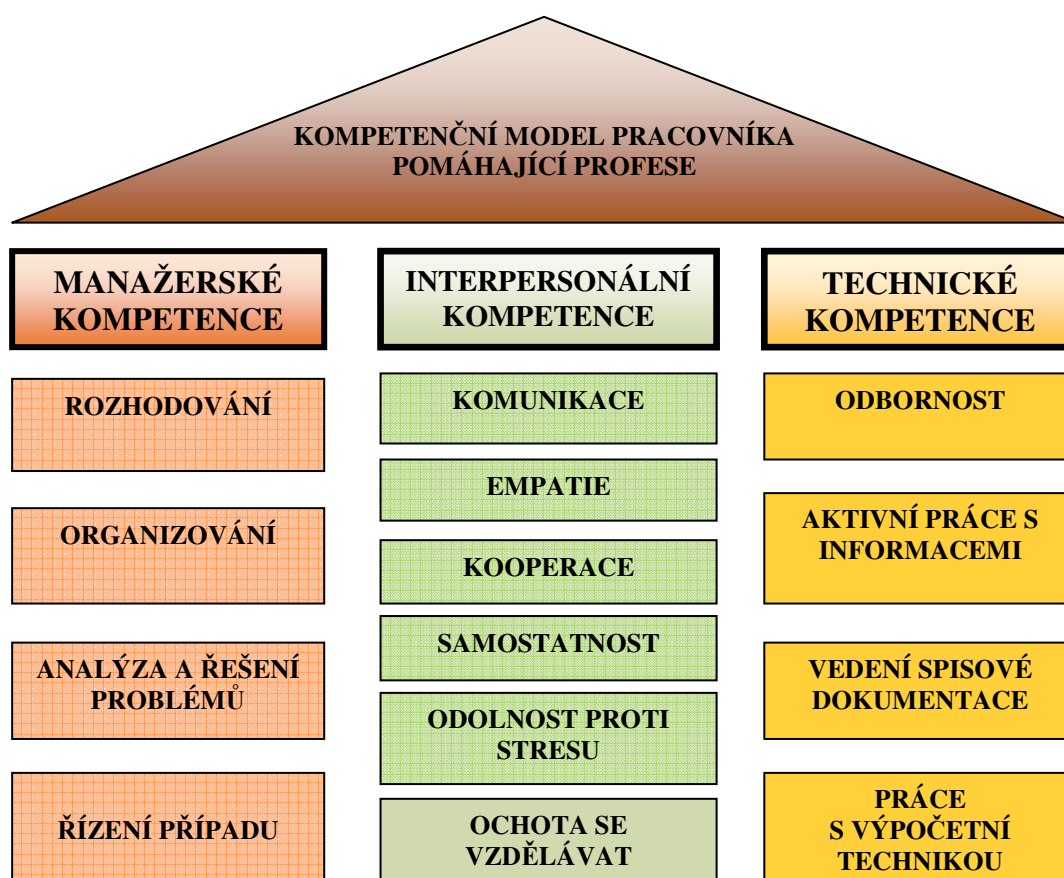 KOMPETENČNÍ MODEL PRACOVNÍKA
POMÁHAJÍCÍ PROFESE
MANAŽERSKÉ
KOMPETENCE
ROZHODOVÁNÍ
ORGANIZOVÁNÍ
ANALÝZA A ŘEŠENÍ
PROBLÉMŮ
ŘÍZENÍ PŘÍPADU
INTERPERSONÁLNÍ
KOMPETENCE
KOMUNIKACE
EMPATIE
KOOPERACE
SAMOSTATNOST
ODOLNOST PROTI
STRESU
OCHOTA SE
VZDĚLÁVAT
TECHNICKÉ
KOMPETENCE
ODBORNOST
AKTIVNÍ PRÁCE S
INFORMACEMI
VEDENÍ SPISOVÉ
DOKUMENTACE
PRÁCE
S VÝPOČETNÍ
TECHNIKOU